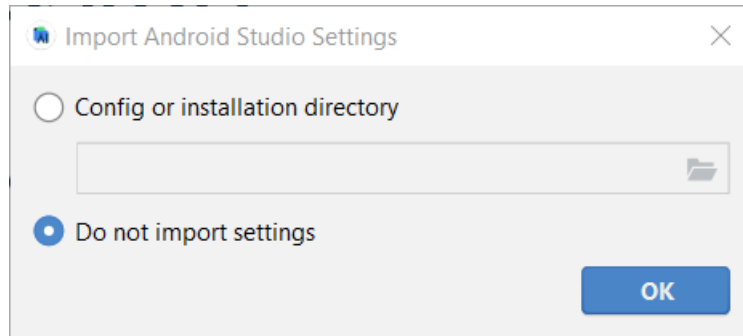 Import Android Studio Settings
Config or installation directory
Do not import settings
OK